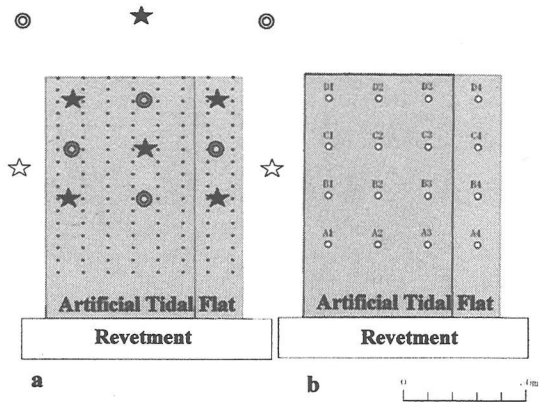 D1 D2 D3 D4
C1 C2 C3 C4
B1 B2 B3 B4
A1 A2 A3 A4
Artificial Tidal Flat Artificial Tidal Flat
Revetment Revetment
a b
0